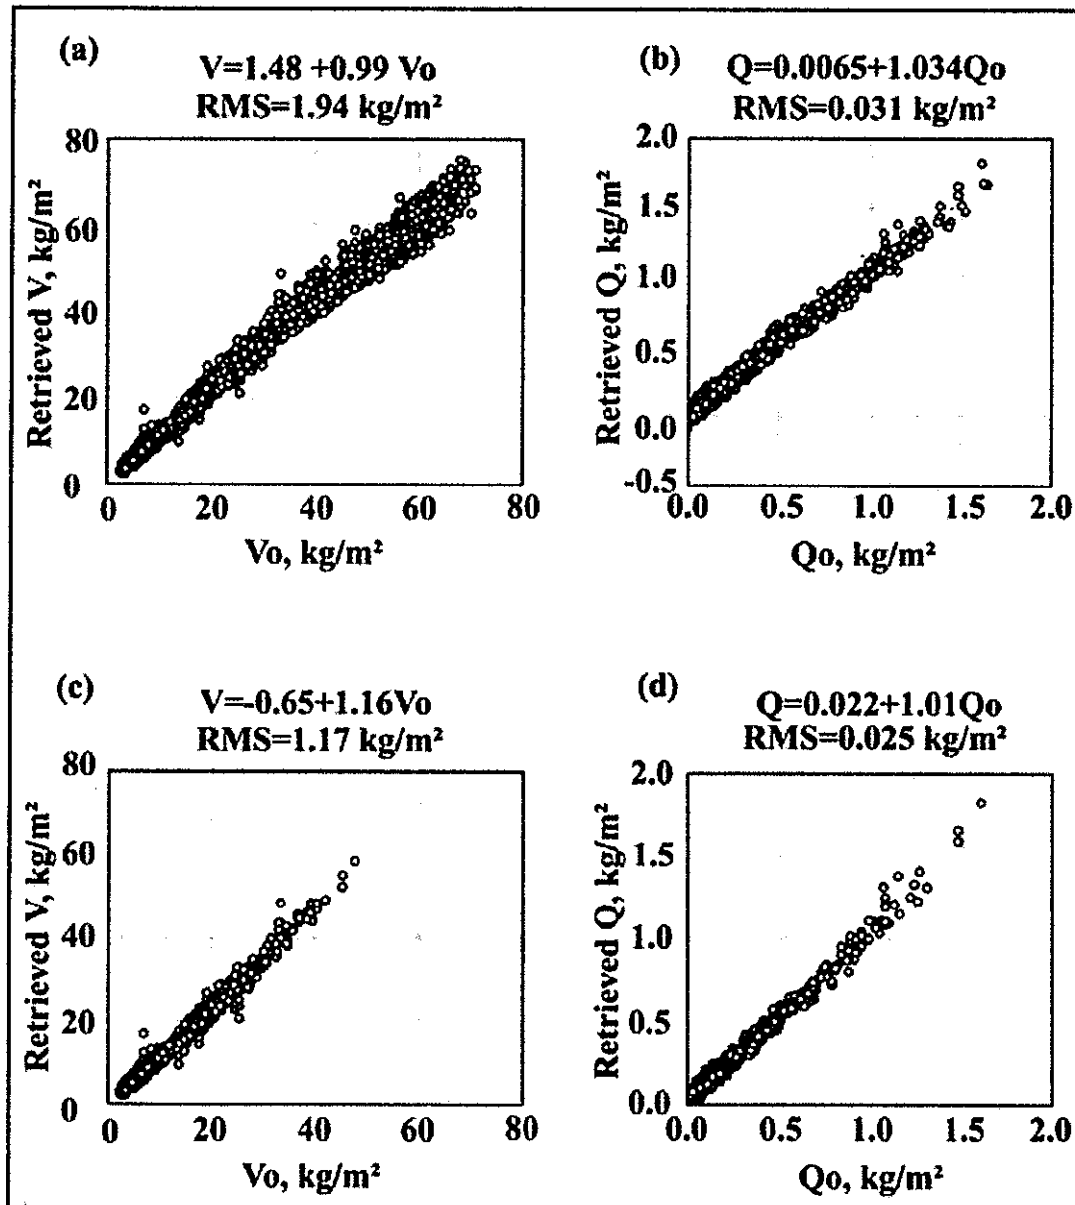 (a)
V=1.48 +0.99 Vo
RMS=1.94 kg/m²
80
60
40
20
0
Retrieved V, kg/m²
0 20 40 60 80
Vo, kg/m²
(b)
Q=0.0065+1.034Qo
RMS=0.031 kg/m²
2.0
1.5
1.0
0.5
0.0
-0.5
Retrieved Q, kg/m²
0.0 0.5 1.0 1.5 2.0
Qo, kg/m²
(c)
V=-0.65+1.16Vo
RMS=1.17 kg/m²
80
60
40
20
0
Retrieved V, kg/m²
0 20 40 60 80
Vo, kg/m²
(d)
Q=0.022+1.01Qo
RMS=0.025 kg/m²
2.0
1.5
1.0
0.5
0.0
Retrieved Q, kg/m²
0.0 0.5 1.0 1.5 2.0
Qo, kg/m²